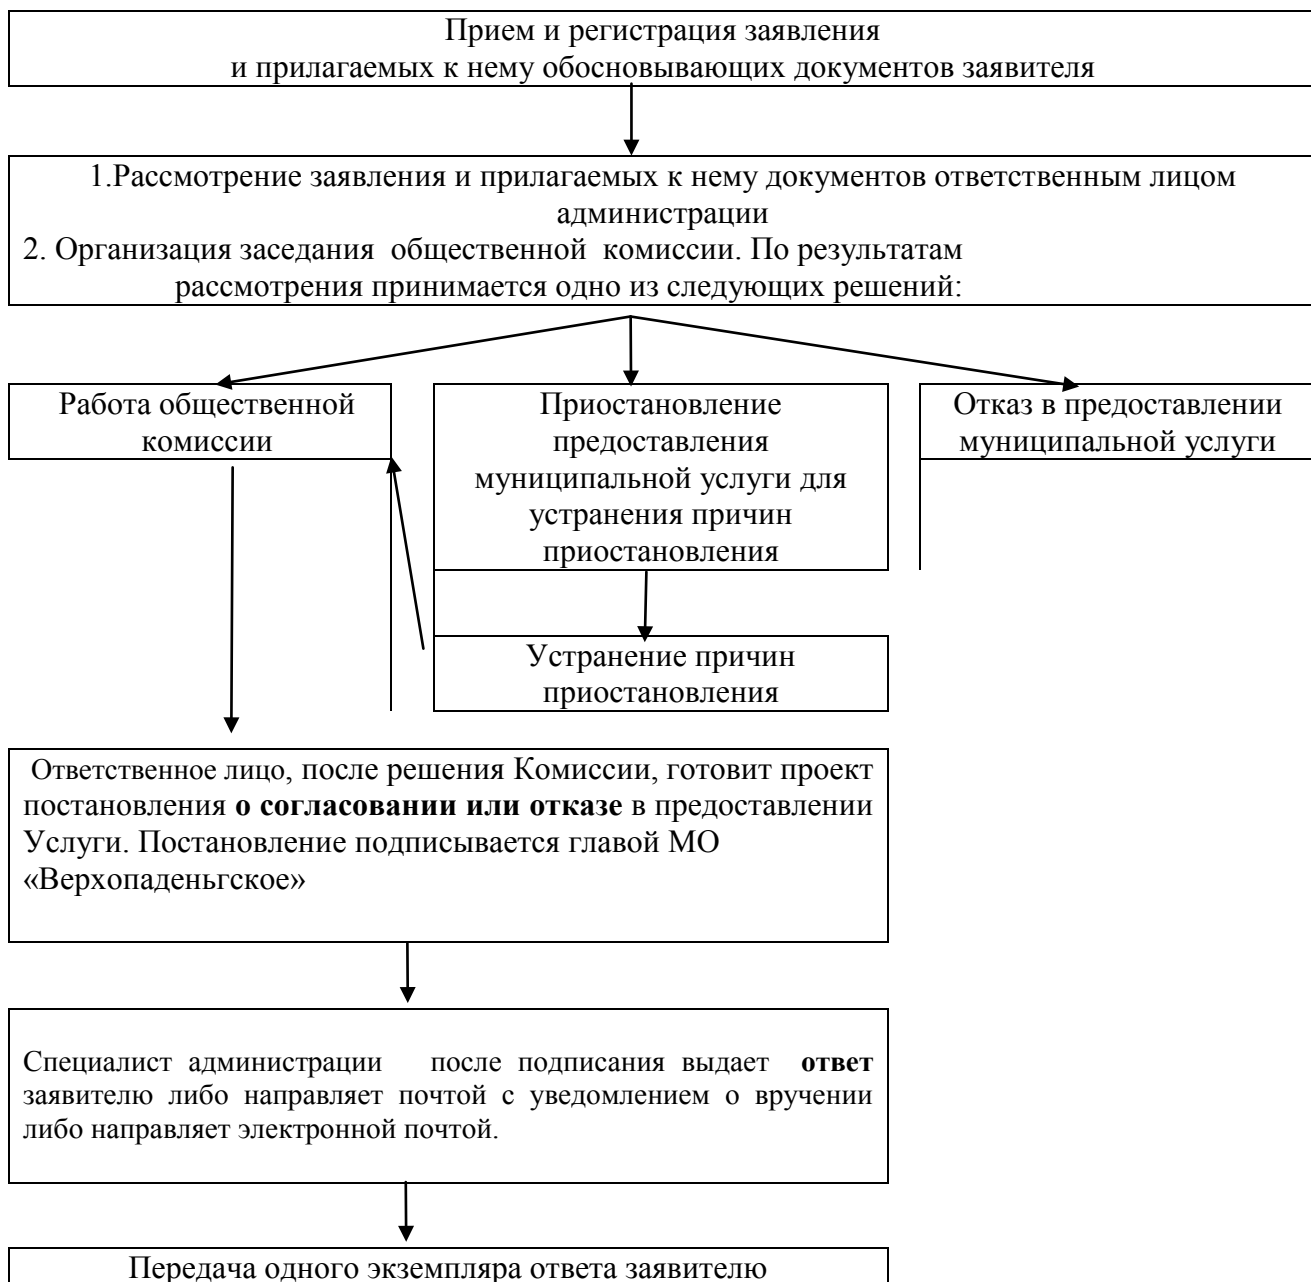 Прием и регистрация заявления
и прилагаемых к нему обосновывающих документов заявителя
1.Рассмотрение заявления и прилагаемых к нему документов ответственным лицом
администрации
2. Организация заседания общественной комиссии. По результатам
рассмотрения принимается одно из следующих решений:
Работа общественной
комиссии
Приостановление
предоставления
муниципальной услуги для
устранения причин
приостановления
Отказ в предоставлении
муниципальной услуги
Устранение причин
приостановления
Ответственное лицо, после решения Комиссии, готовит проект
постановления о согласовании или отказе в предоставлении
Услуги. Постановление подписывается главой МО
«Верхопаденьгское»
Специалист администрации после подписания выдает ответ
заявителю либо направляет почтой с уведомлением о вручении
либо направляет электронной почтой.
Передача одного экземпляра ответа заявителю